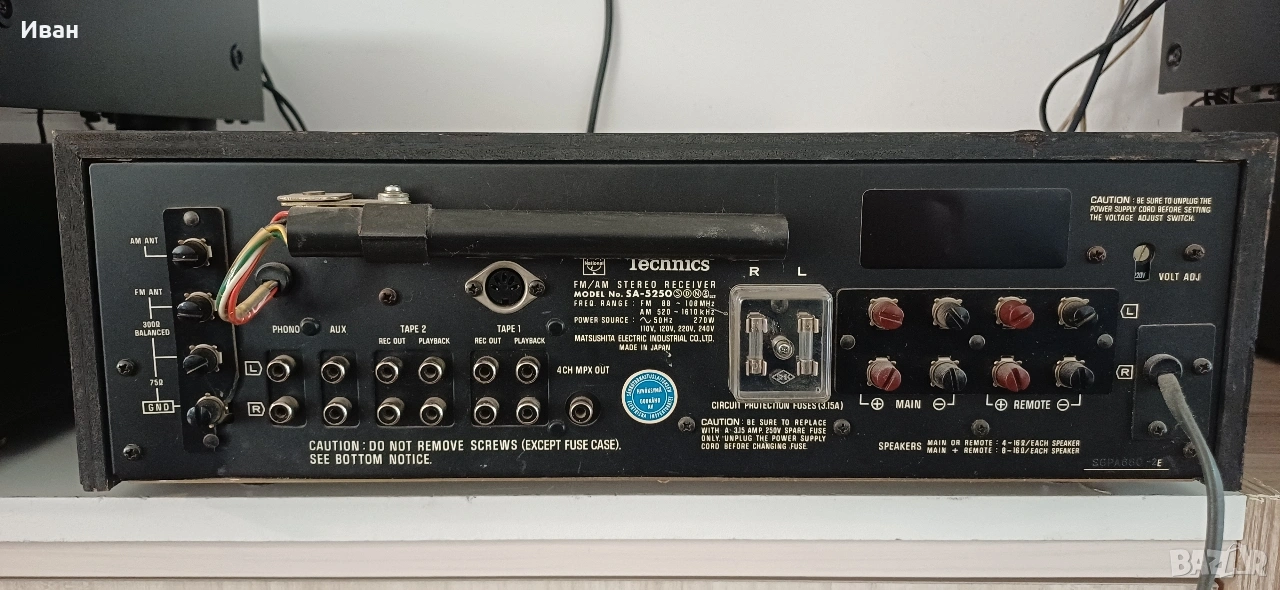 Иван
CAUTION : BE SURE TO UNPLUG THE
POWER SUPPLY CORD BEFORE SETTING
THE VOLTAGE ADJUST SWITCH.
AM ANT
National
Technics
R L
FM/AM STEREO RECEIVER
MODEL No. SA-5250
FREQ. RANGE : FM 88 - 108MHz
AM 520 - 1610kHz
POWER SOURCE : ∿50Hz 270W
110V, 120V, 220V, 240V
MATSUSHITA ELECTRIC INDUSTRIAL CO., LTD.
MADE IN JAPAN
VOLT ADJ
FM ANT
300Ω
BALANCED
75Ω
GND
PHONO AUX TAPE 2 TAPE 1
REC OUT PLAYBACK REC OUT PLAYBACK
L
R
4CH MPX OUT
L
R
⊕ MAIN ⊖ ⊕ REMOTE ⊖
CIRCUIT PROTECTION FUSES (3.15A)
CAUTION : BE SURE TO REPLACE
WITH A 3.15 AMP. 250V SPARE FUSE
ONLY. UNPLUG THE POWER SUPPLY
CORD BEFORE CHANGING FUSE.
SPEAKERS MAIN OR REMOTE : 4-16Ω/EACH SPEAKER
MAIN + REMOTE : 8-16Ω/EACH SPEAKER
CAUTION : DO NOT REMOVE SCREWS (EXCEPT FUSE CASE).
SEE BOTTOM NOTICE.
BAZAR